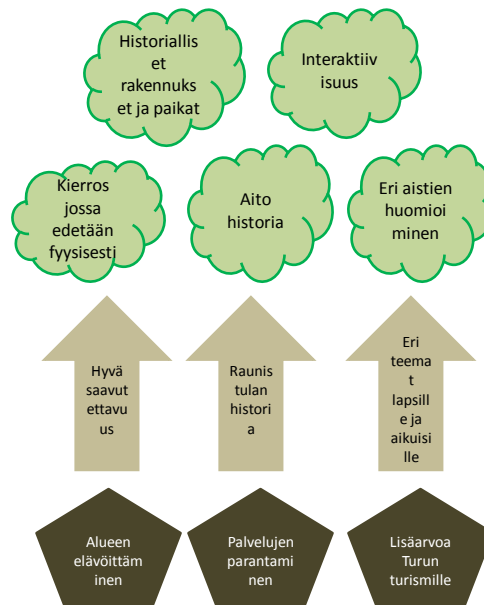 Historiallis
et
rakennuks
et ja paikat
Interaktiiv
isuus
Kierros
jossa
edetään
fyysisesti
Aito
historia
Eri aistien
huomioi
minen
Hyvä
saavut
ettavu
us
Raunis
tulan
histori
a
Eri
teema
t
lapsill
e ja
aikuisi
lle
Alueen
elävöittäm
inen
Palvelujen
parantami
nen
Lisäarvoa
Turun
turismille